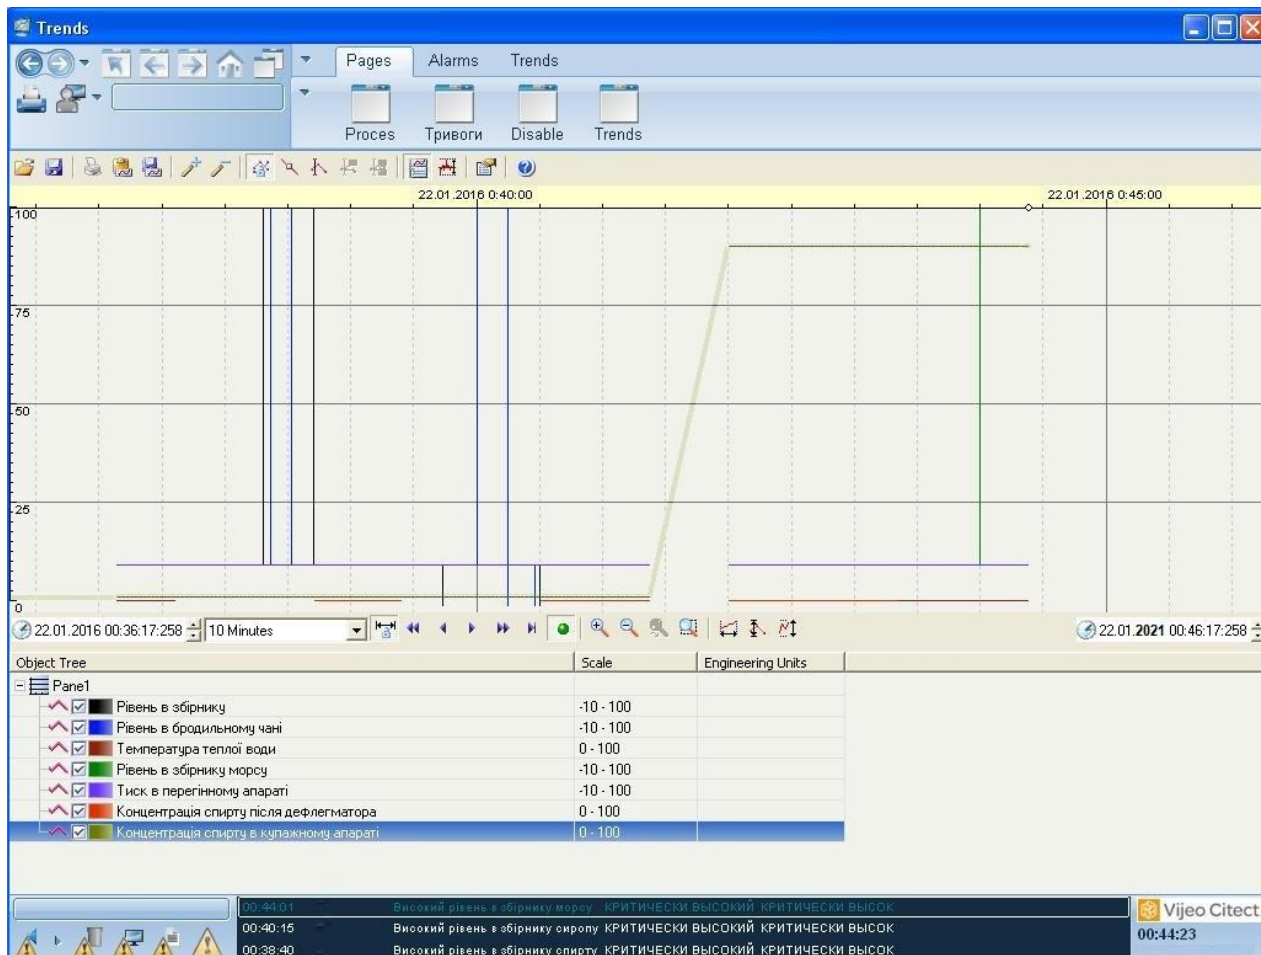 Trends
Pages Alarms Trends
Proces Тривоги Disable Trends
22.01.2016 0:40:00 22.01.2016 0:45:00
100
75
50
25
0
22.01.2016 00:36:17:258 10 Minutes 22.01.2021 00:46:17:258
Object Tree Scale Engineering Units
Pane1
Рівень в збірнику -10 - 100
Рівень в бродильному чані -10 - 100
Температура теплої води 0 - 100
Рівень в збірнику морсу -10 - 100
Тиск в перегінному апараті -10 - 100
Концентрація спирту після дефлегматора 0 - 100
Концентрація спирту в купажному апараті 0 - 100
00:44:01 Високий рівень в збірнику морсу КРИТИЧЕСКИ ВЫСОКИЙ КРИТИЧЕСКИ ВЫСОК
00:40:15 Високий рівень в збірнику сиропу КРИТИЧЕСКИ ВЫСОКИЙ КРИТИЧЕСКИ ВЫСОК
00:38:40 Високий рівень в збірнику спирту КРИТИЧЕСКИ ВЫСОКИЙ КРИТИЧЕСКИ ВЫСОК
Vijeo Citect
00:44:23